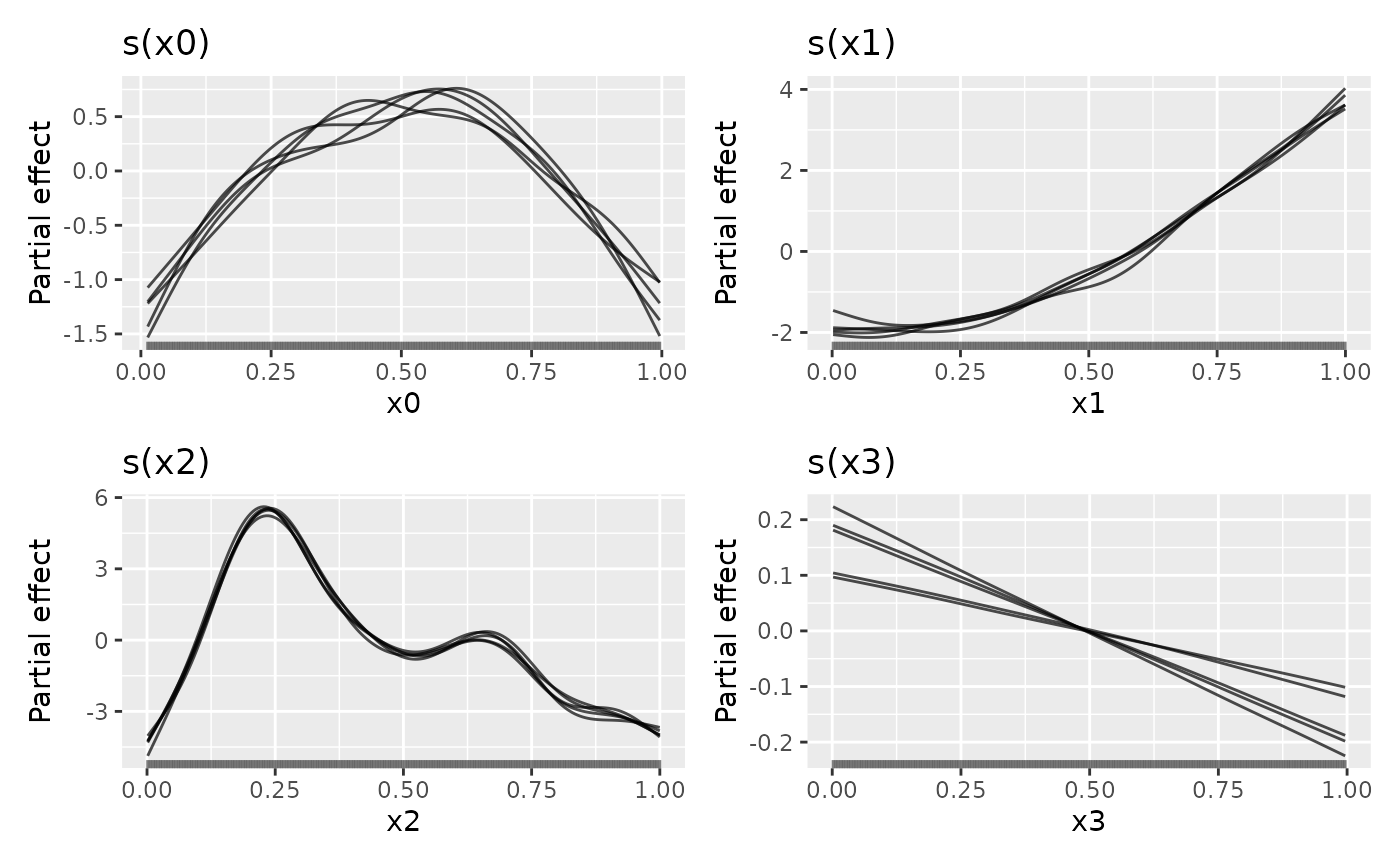 s(x0)
Partial effect
0.5
0.0
-0.5
-1.0
-1.5
0.00 0.25 0.50 0.75 1.00
x0
s(x1)
Partial effect
4
2
0
-2
0.00 0.25 0.50 0.75 1.00
x1
s(x2)
Partial effect
6
3
0
-3
0.00 0.25 0.50 0.75 1.00
x2
s(x3)
Partial effect
0.2
0.1
0.0
-0.1
-0.2
0.00 0.25 0.50 0.75 1.00
x3